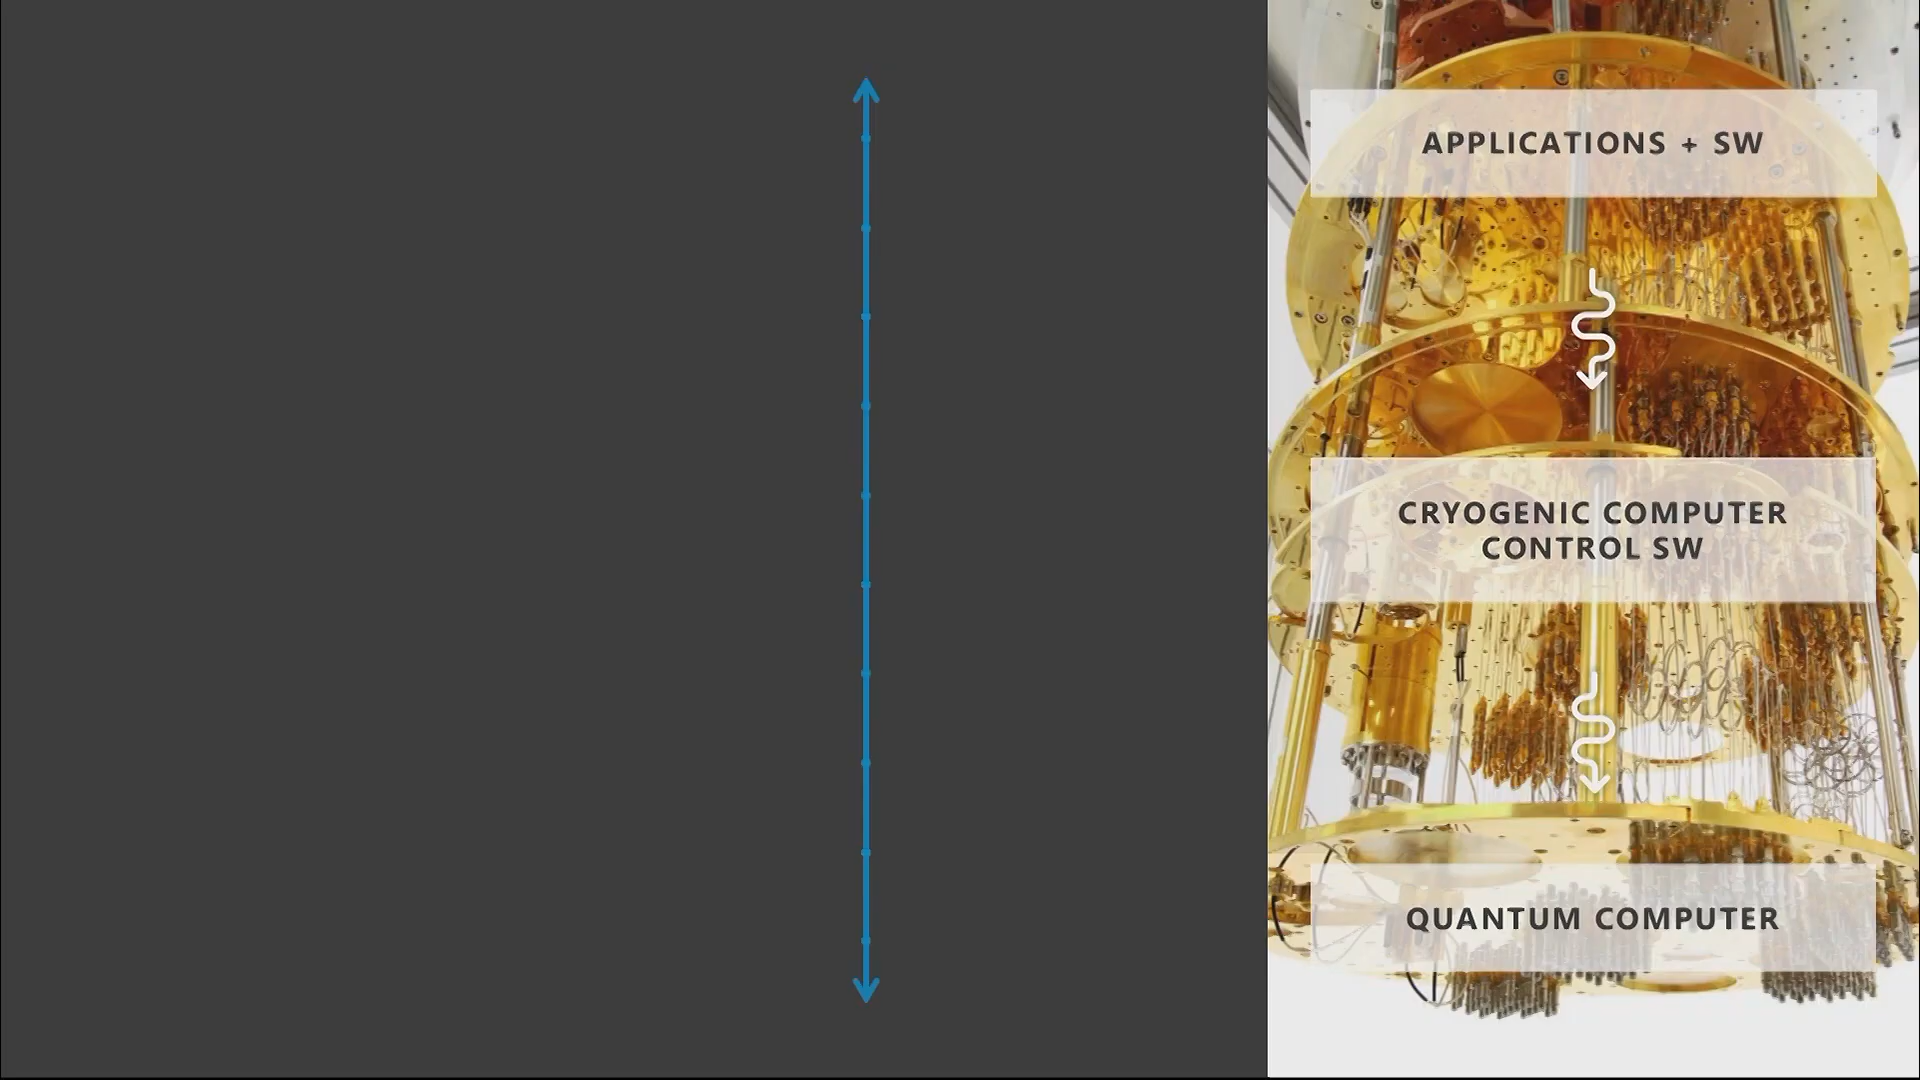 APPLICATIONS + SW
CRYOGENIC COMPUTER
CONTROL SW
QUANTUM COMPUTER